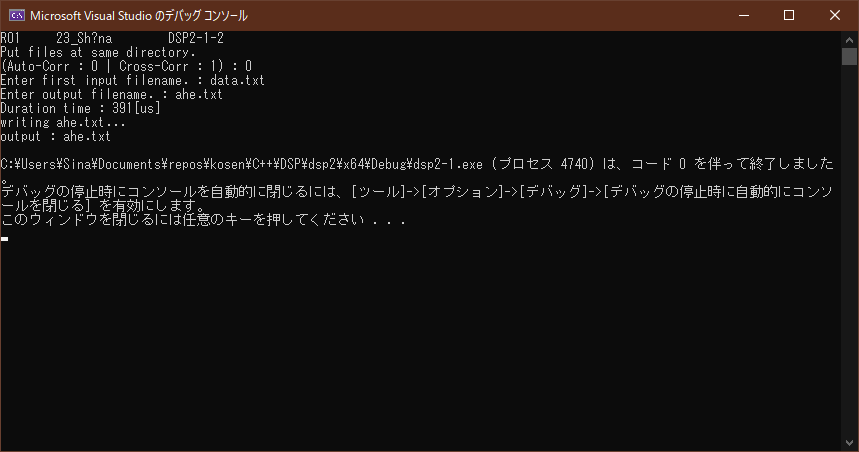 Microsoft Visual Studio のデバッグ コンソール
R01 23_Sh?na DSP2-1-2
Put files at same directory.
(Auto-Corr : 0 | Cross-Corr : 1) : 0
Enter first input filename. : data.txt
Enter output filename. : ahe.txt
Duration time : 391[us]
writing ahe.txt...
output : ahe.txt
C:¥Users¥Sina¥Documents¥repos¥kosen¥C++¥DSP¥dsp2¥x64¥Debug¥dsp2-1.exe (プロセス 4740) は、コード 0 を伴って終了しました
。
デバッグの停止時にコンソールを自動的に閉じるには、[ツール]->[オプション]->[デバッグ]->[デバッグの停止時に自動的にコンソ
ールを閉じる] を有効にします。
このウィンドウを閉じるには任意のキーを押してください . . .